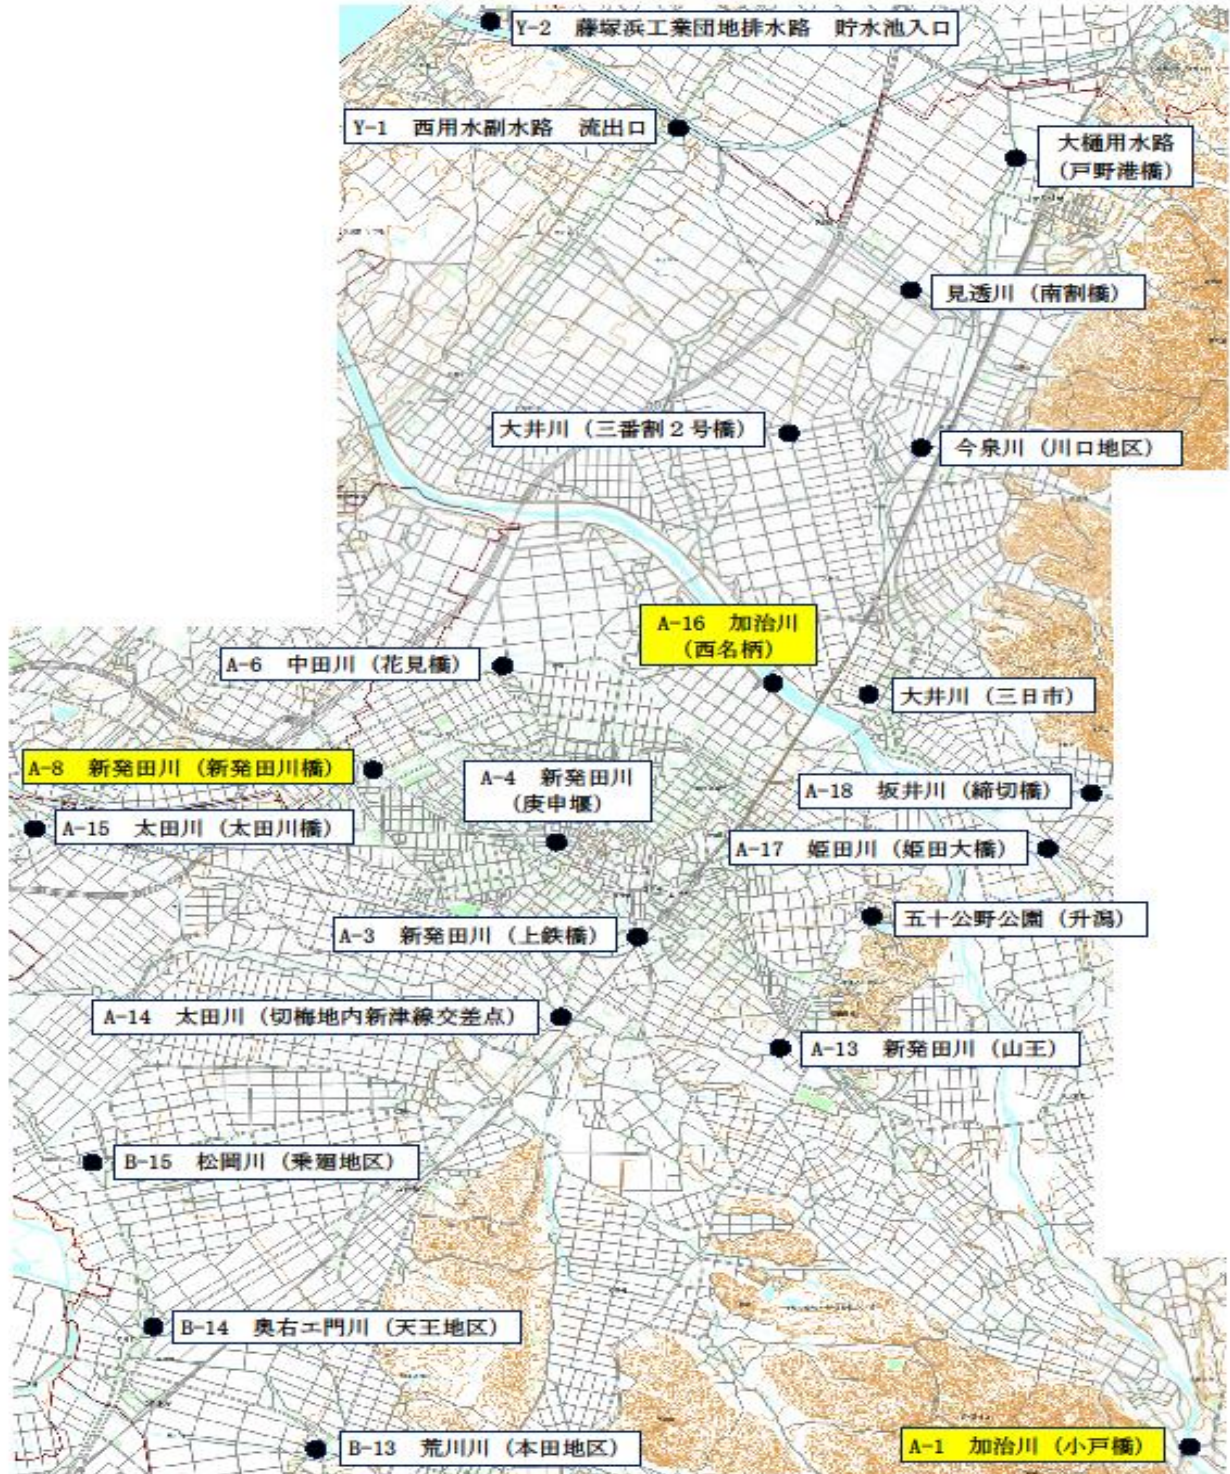 Y-2 藤塚浜工業団地排水路 貯水池入口
Y-1 西用水副水路 流出口
大樋用水路
(戸野港橋)
見透川(南割橋)
大井川(三番割2号橋)
今泉川(川口地区)
A-16 加治川
(西名柄)
A-6 中田川(花見橋)
大井川(三日市)
A-8 新発田川(新発田川橋)
A-4 新発田川
(庚申堰)
A-18 坂井川(締切橋)
A-15 太田川(太田川橋)
A-17 姫田川(姫田大橋)
五十公野公園(升潟)
A-3 新発田川(上鉄橋)
A-14 太田川(切梅地内新津線交差点)
A-13 新発田川(山王)
B-15 松岡川(乗廻地区)
B-14 奥右エ門川(天王地区)
B-13 荒川川(本田地区)
A-1 加治川(小戸橋)